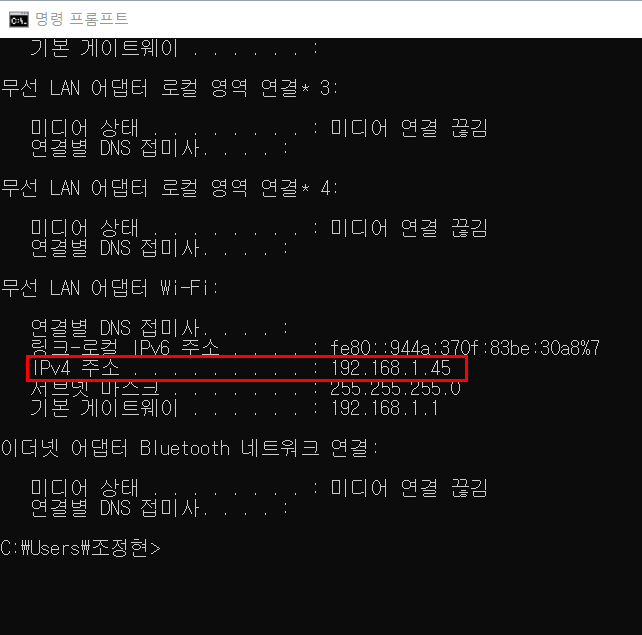 명령 프롬프트
기본 게이트웨이 . . . . . . :
무선 LAN 어댑터 로컬 영역 연결* 3:
미디어 상태 . . . . . . . . : 미디어 연결 끊김
연결별 DNS 접미사. . . . :
무선 LAN 어댑터 로컬 영역 연결* 4:
미디어 상태 . . . . . . . . : 미디어 연결 끊김
연결별 DNS 접미사. . . . :
무선 LAN 어댑터 Wi-Fi:
연결별 DNS 접미사. . . . :
링크-로컬 IPv6 주소 . . . . : fe80::944a:370f:83be:30a8%7
IPv4 주소 . . . . . . . . . : 192.168.1.45
서브넷 마스크 . . . . . . . : 255.255.255.0
기본 게이트웨이 . . . . . . : 192.168.1.1
이더넷 어댑터 Bluetooth 네트워크 연결:
미디어 상태 . . . . . . . . : 미디어 연결 끊김
연결별 DNS 접미사. . . . :
C:₩Users₩조정현>